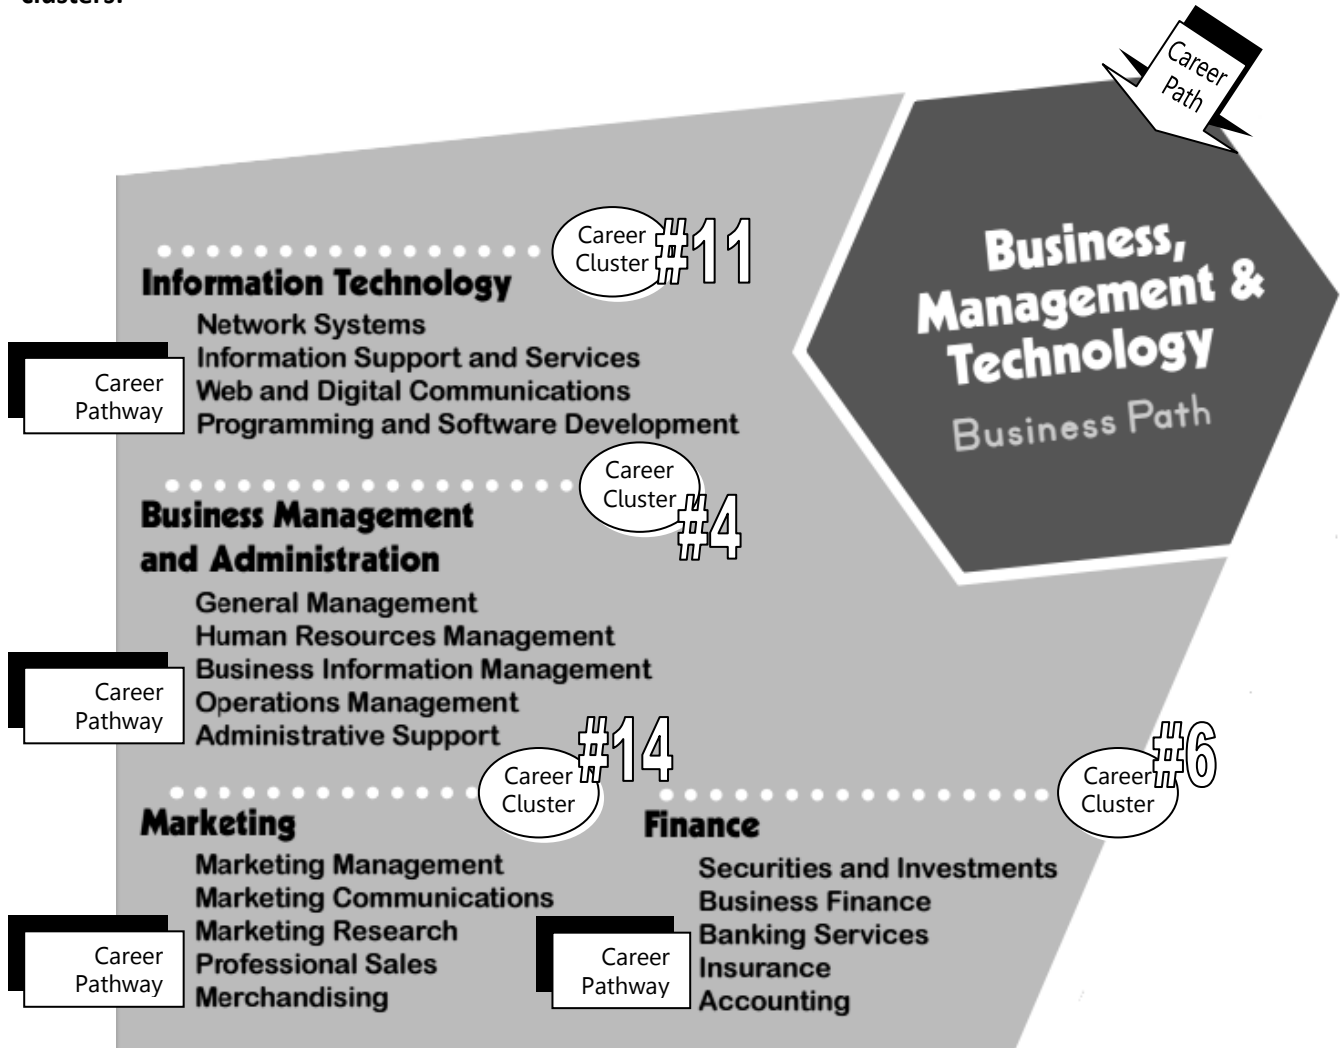 clusters.
Career
Path
Business,
Management &
Technology
Business Path
Career
Cluster
#11
Information Technology
Network Systems
Information Support and Services
Web and Digital Communications
Programming and Software Development
Career
Pathway
Career
Cluster
#4
Business Management
and Administration
General Management
Human Resources Management
Business Information Management
Operations Management
Administrative Support
Career
Pathway
Career
Cluster
#14
Marketing
Marketing Management
Marketing Communications
Marketing Research
Professional Sales
Merchandising
Career
Pathway
Career
Cluster
#6
Finance
Securities and Investments
Business Finance
Banking Services
Insurance
Accounting
Career
Pathway